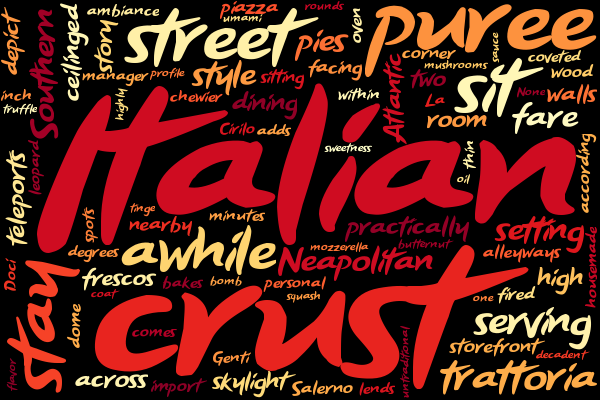 depict
ceilinged
ambiance
story
street
piazza
umami
rounds
pies
oven
puree
inch
truffle
Southern
leopard
manager
profile
highly
style
chewier
sitting
facing
dining
within
Atlantic
corner
mushrooms
sauce
two
La
room
sit
coveted
wood
None
walls
fare
according
Cirilo
adds
Italian
sweetness
oil
thin
teleports
spots
tinge
nearby
minutes
degrees
awhile
practically
mozzarella
butternut
Neapolitan
setting
alleyways
housemade
Doci
stay
flavor
dome
frescos
coat
bakes
bomb
personal
squash
crust
comes
Genti
one
fired
high
serving
storefront
decadent
untraditional
across
import
skylight
Salerno
lends
trattoria